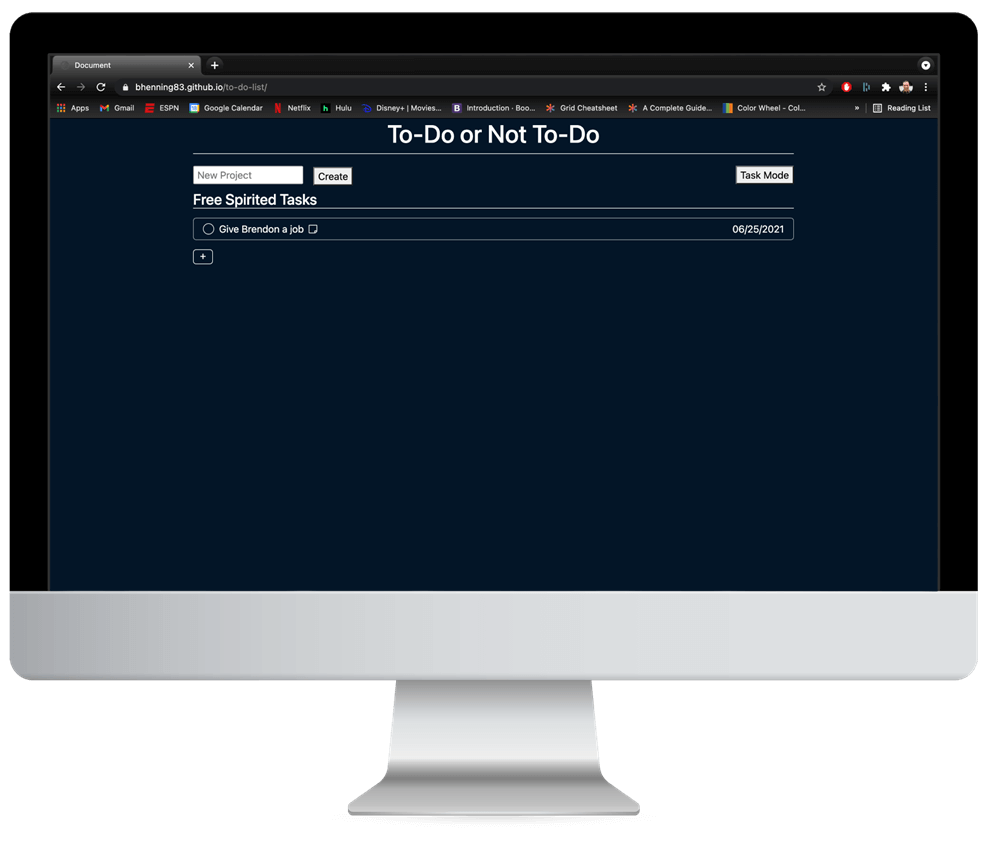 Document
bhenning83.github.io/to-do-list/
Apps Gmail ESPN Google Calendar Netflix Hulu Disney+ | Movies... Introduction · Boo... Grid Cheatsheet A Complete Guide... Color Wheel - Col... » Reading List
To-Do or Not To-Do
New Project Create Task Mode
Free Spirited Tasks
Give Brendon a job 06/25/2021
+